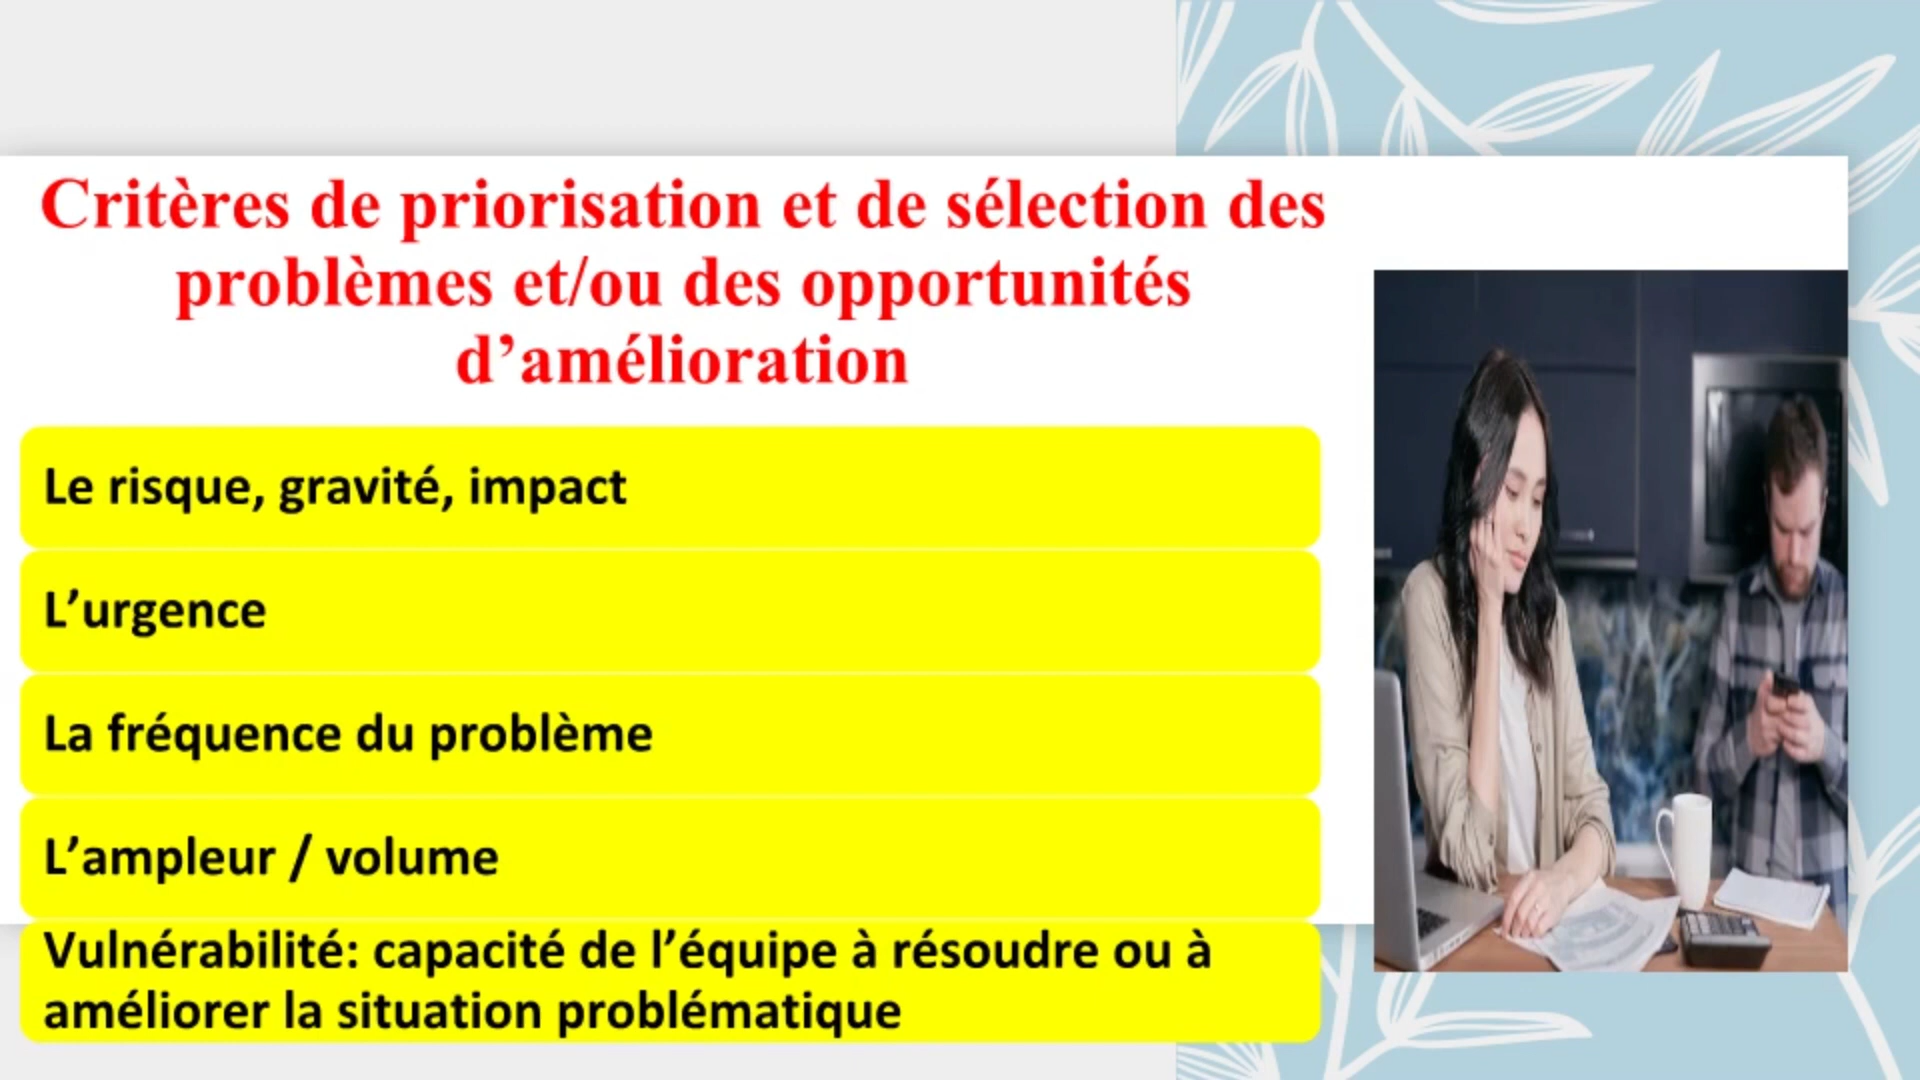 Critères de priorisation et de sélection des
problèmes et/ou des opportunités
d’amélioration
Le risque, gravité, impact
L’urgence
La fréquence du problème
L’ampleur / volume
Vulnérabilité: capacité de l’équipe à résoudre ou à
améliorer la situation problématique